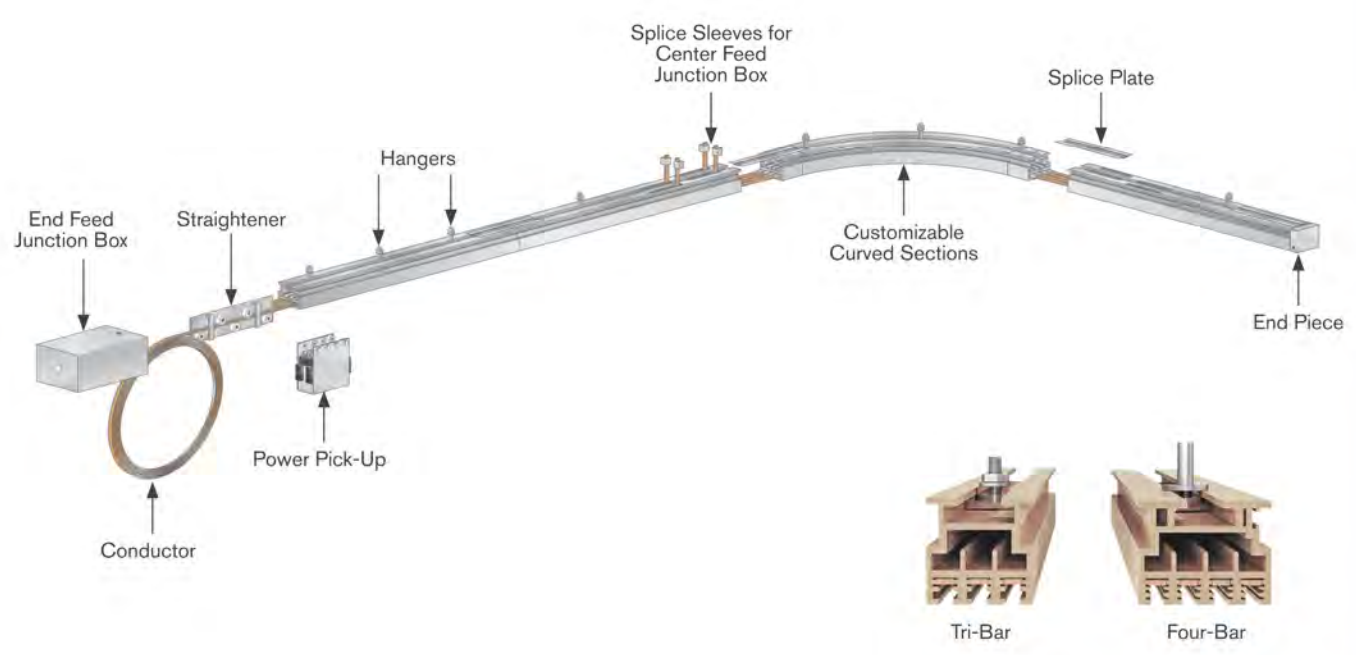 Splice Sleeves for
Center Feed
Junction Box
Splice Plate
Hangers
End Feed
Junction Box
Straightener
Customizable
Curved Sections
End Piece
Power Pick-Up
Conductor
Tri-Bar
Four-Bar